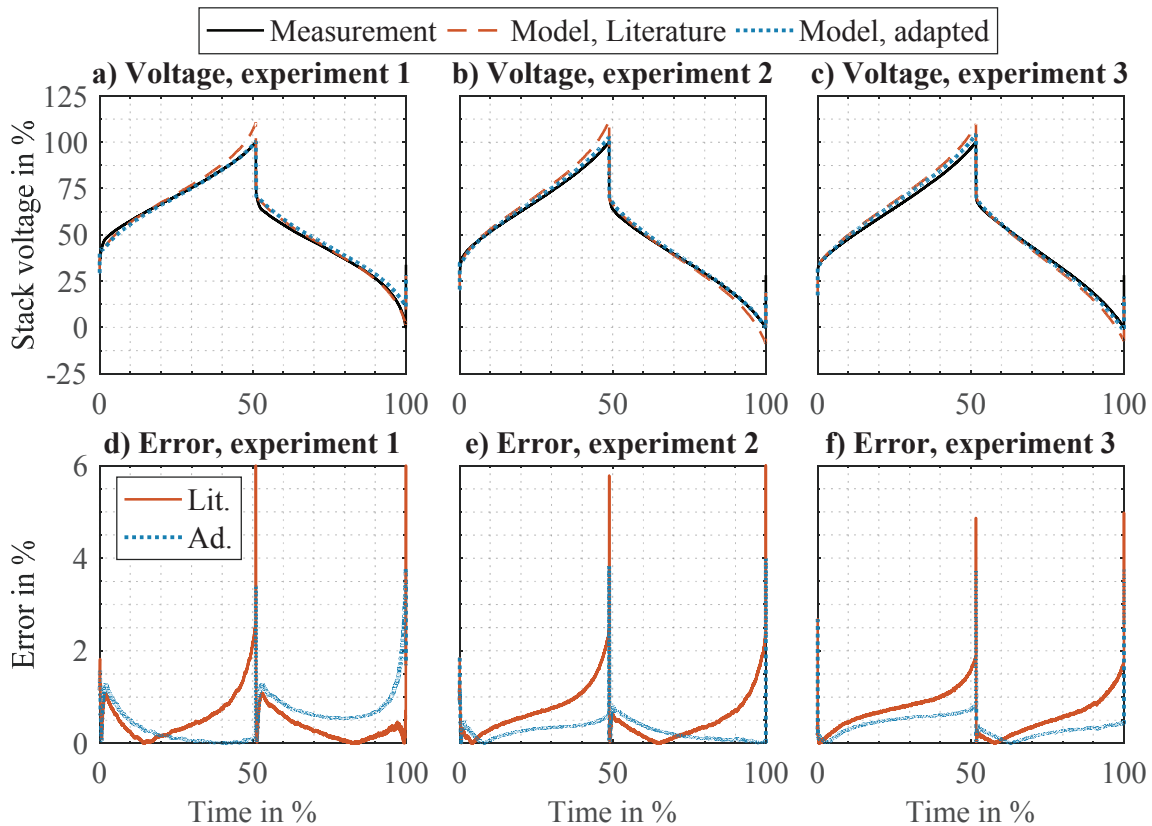 Measurement Model, Literature Model, adapted
a) Voltage, experiment 1 b) Voltage, experiment 2 c) Voltage, experiment 3
Stack voltage in %
125
100
75
50
25
0
-25
0 50 100 0 50 100 0 50 100
d) Error, experiment 1 e) Error, experiment 2 f) Error, experiment 3
Error in %
6
4
2
0
Lit.
Ad.
0 50 100 0 50 100 0 50 100
Time in % Time in % Time in %